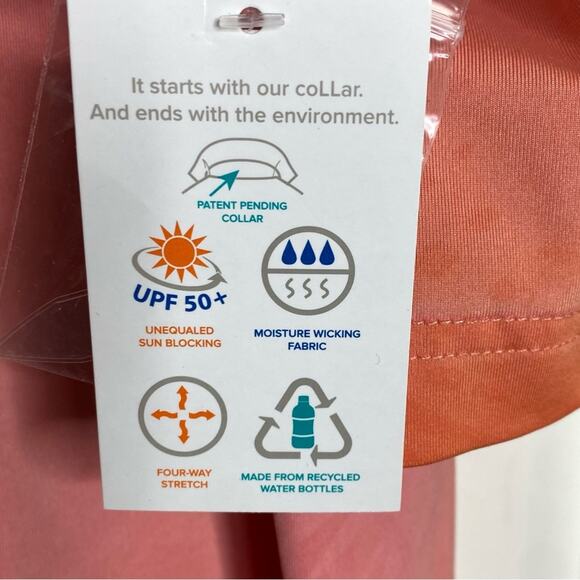 It starts with our coLLar.
And ends with the environment.
PATENT PENDING
COLLAR
UPF 50+
UNEQUALED
SUN BLOCKING
MOISTURE WICKING
FABRIC
FOUR-WAY
STRETCH
MADE FROM RECYCLED
WATER BOTTLES